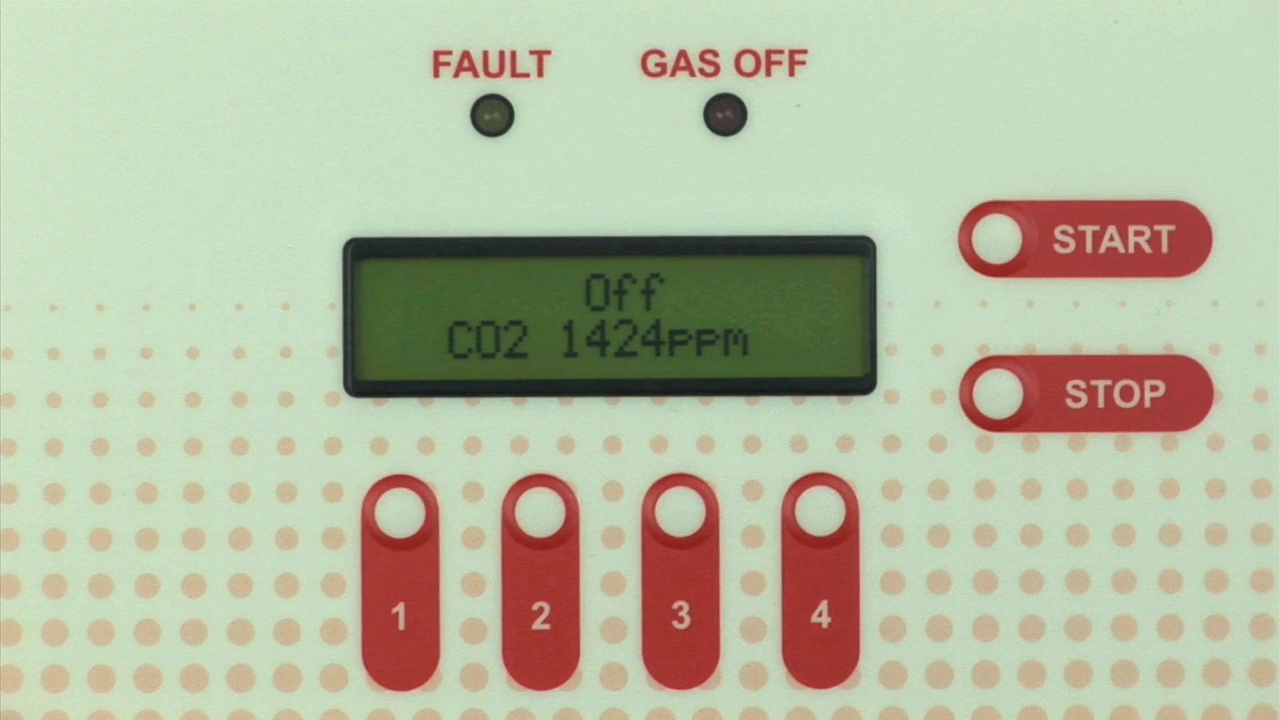 FAULT
GAS OFF
START
Off
CO2 1424ppm
STOP
1
2
3
4